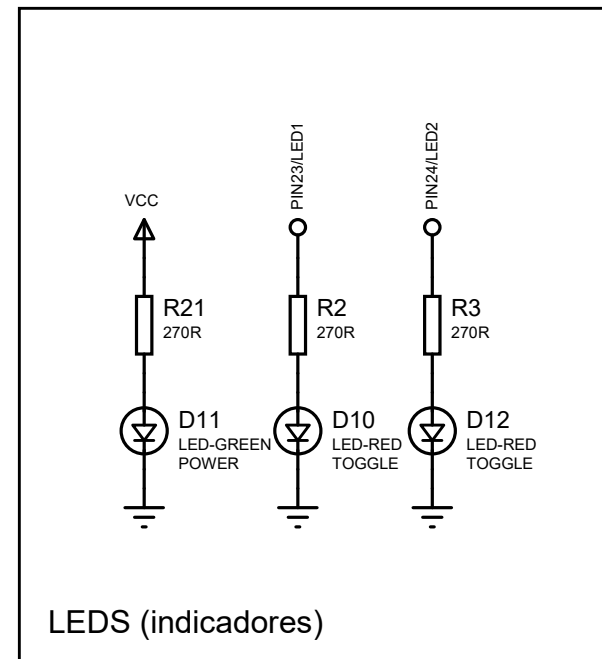 VCC
PIN23/LED1
PIN24/LED2
R21
270R
R2
270R
R3
270R
D11
LED-GREEN
POWER
D10
LED-RED
TOGGLE
D12
LED-RED
TOGGLE
LEDS (indicadores)